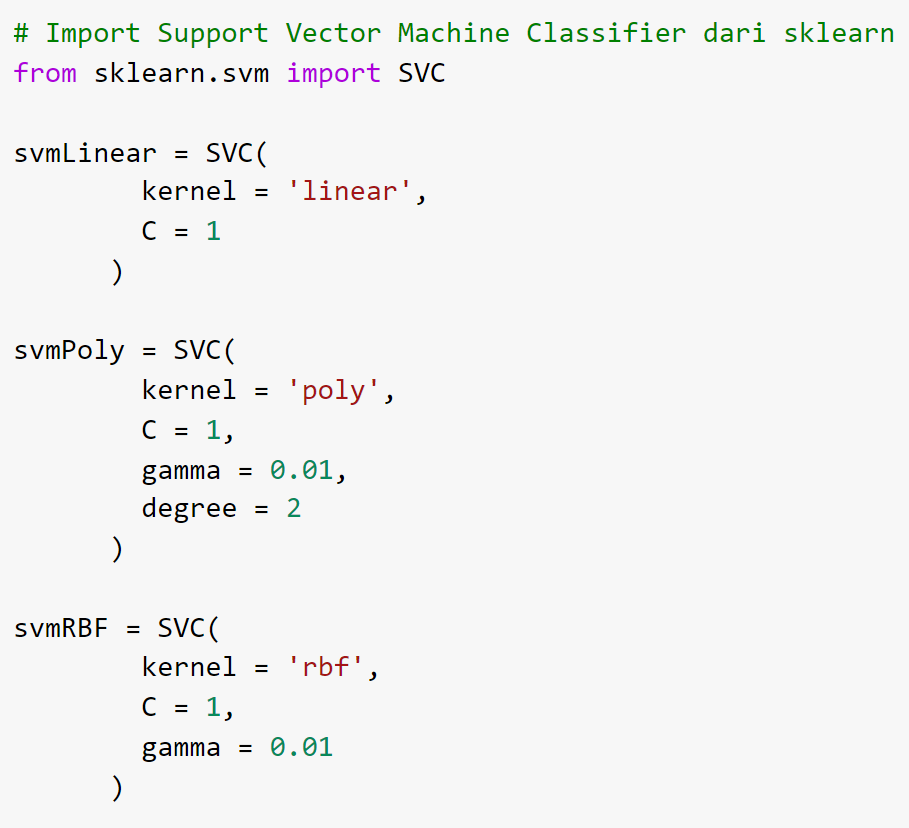 # Import Support Vector Machine Classifier dari sklearn
from sklearn.svm import SVC
svmLinear = SVC(
kernel = 'linear',
C = 1
)
svmPoly = SVC(
kernel = 'poly',
C = 1,
gamma = 0.01,
degree = 2
)
svmRBF = SVC(
kernel = 'rbf',
C = 1,
gamma = 0.01
)